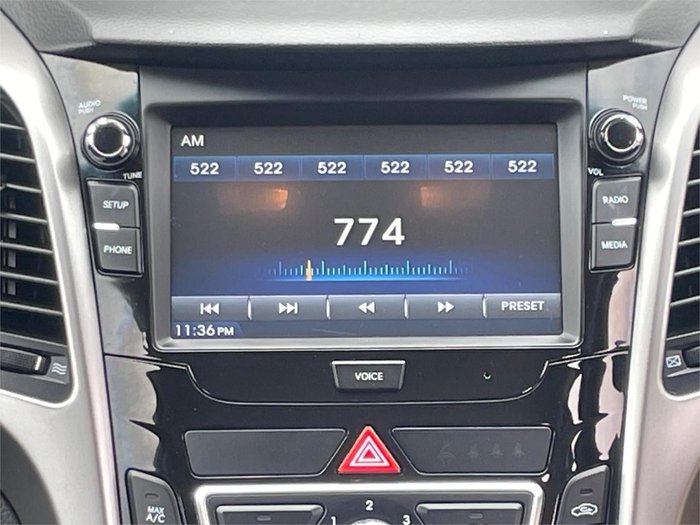 AUDIO
PUSH
POWER
PUSH
AM
522 522 522 522 522 522
TUNE
VOL
SETUP
RADIO
774
PHONE
MEDIA
PRESET
11:36 PM
VOICE
MAX
A/C
1 2 3